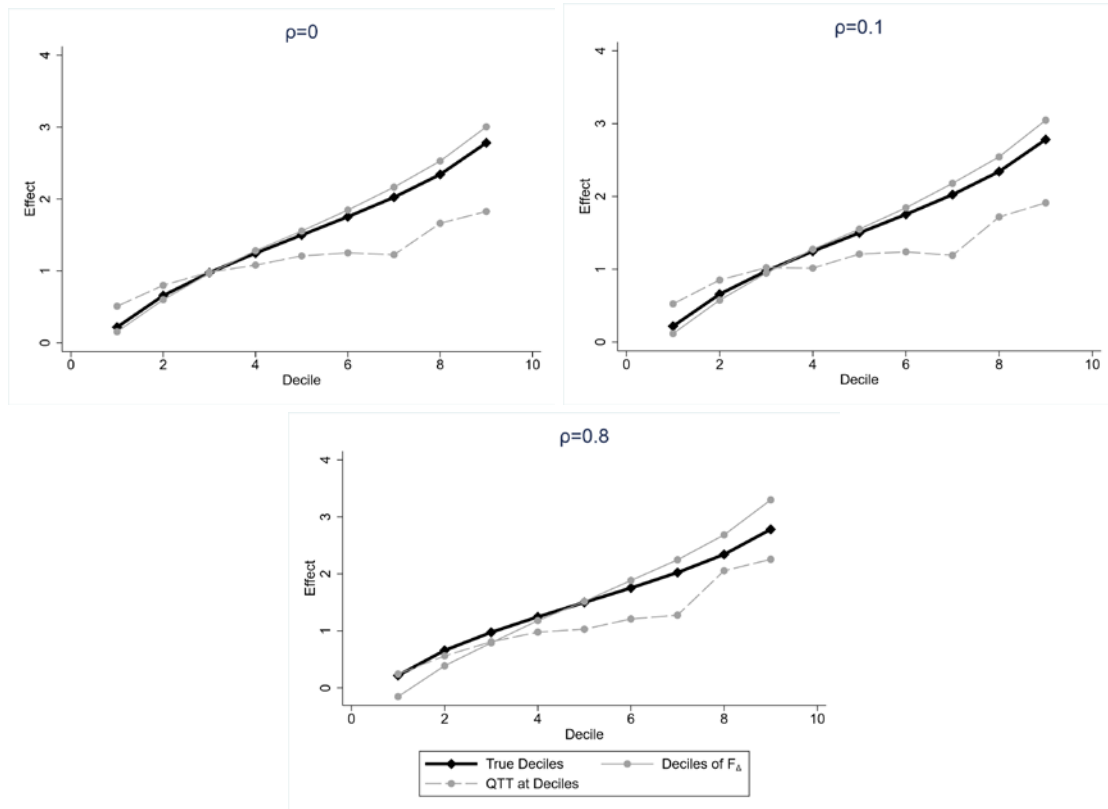 ρ=0
4
3
2
1
0
Effect
0 2 4 6 8 10
Decile
ρ=0.1
4
3
2
1
0
Effect
0 2 4 6 8 10
Decile
ρ=0.8
4
3
2
1
0
Effect
0 2 4 6 8 10
Decile
True Deciles Deciles of F_Δ
QTT at Deciles